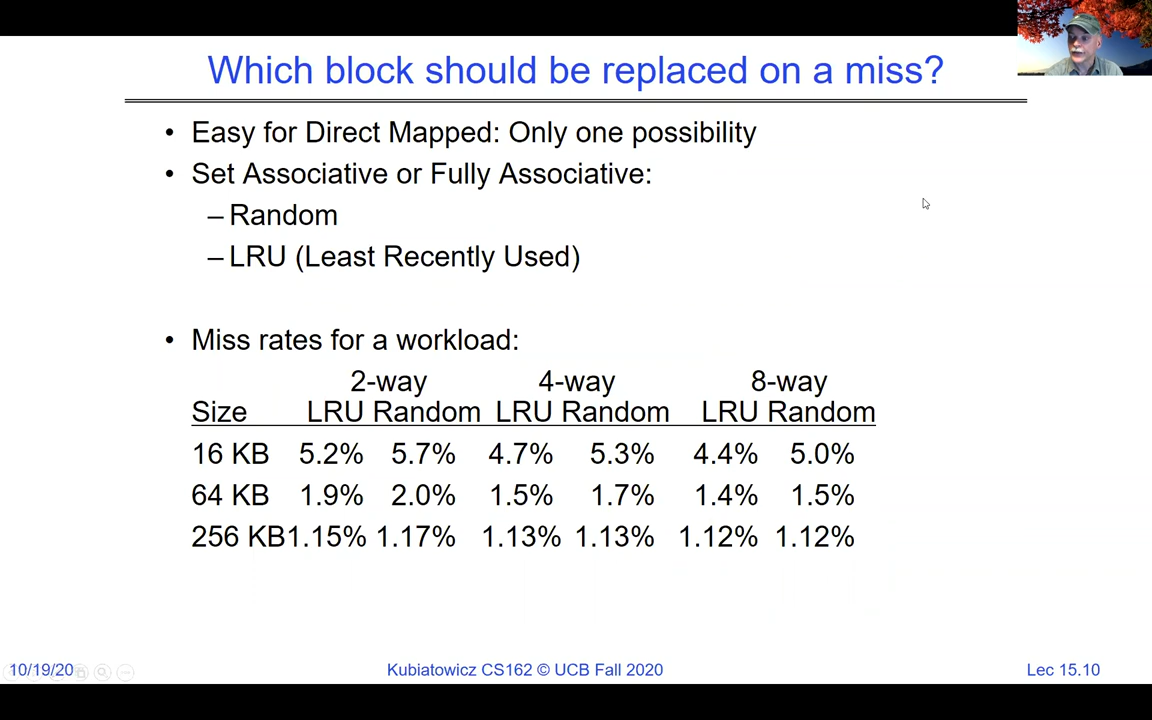 Which block should be replaced on a miss?
• Easy for Direct Mapped: Only one possibility
• Set Associative or Fully Associative:
– Random
– LRU (Least Recently Used)
• Miss rates for a workload:
2-way 4-way 8-way
Size LRU Random LRU Random LRU Random
16 KB 5.2% 5.7% 4.7% 5.3% 4.4% 5.0%
64 KB 1.9% 2.0% 1.5% 1.7% 1.4% 1.5%
256 KB 1.15% 1.17% 1.13% 1.13% 1.12% 1.12%
10/19/20 Kubiatowicz CS162 © UCB Fall 2020 Lec 15.10